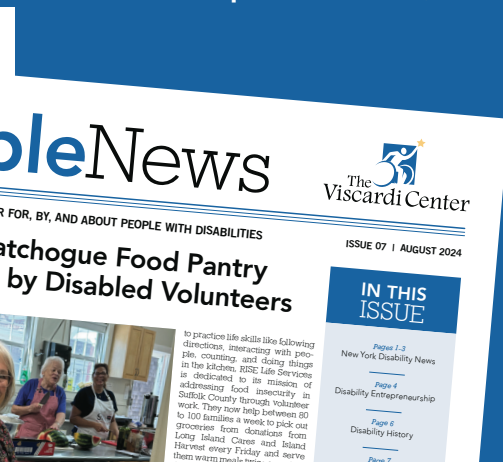 bleNews
The
Viscardi Center
R FOR, BY, AND ABOUT PEOPLE WITH DISABILITIES
ISSUE 07 | AUGUST 2024
atchogue Food Pantry
by Disabled Volunteers
IN THIS
ISSUE
Pages 1-3
New York Disability News
Page 4
Disability Entrepreneurship
Page 6
Disability History
Page 7
to practice life skills like following
directions, interacting with peo-
ple, counting, and doing things
in the kitchen. RISE Life Services
is dedicated to its mission of
addressing food insecurity in
Suffolk County through volunteer
work. They now help between 80
to 100 families a week to pick out
groceries from donations from
Long Island Cares and Island
Harvest every Friday and serve
them warm meals